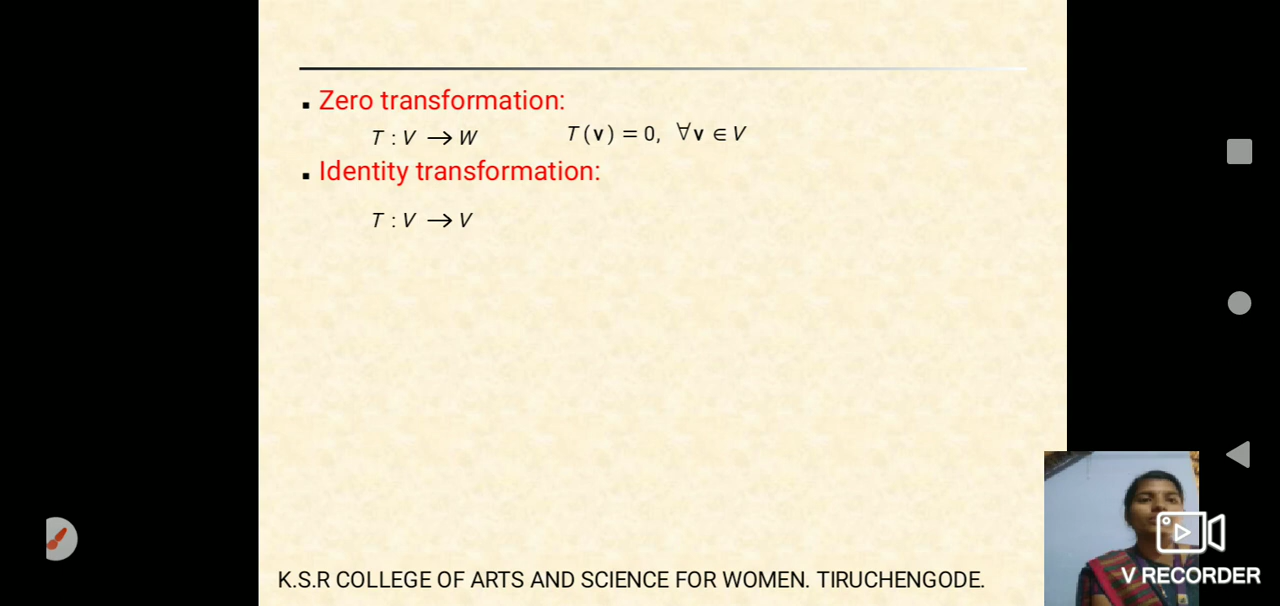 Zero transformation:
T : V → W T(v) = 0, ∀v ∈ V
Identity transformation:
T : V → V
K.S.R COLLEGE OF ARTS AND SCIENCE FOR WOMEN. TIRUCHENGODE.
V RECORDER